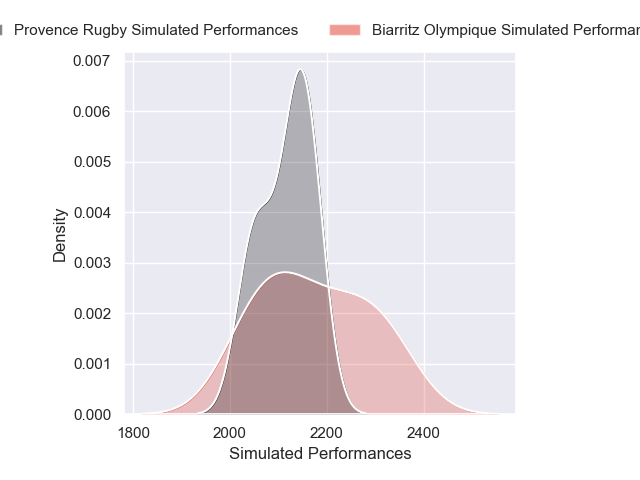 Provence Rugby Simulated Performances
Biarritz Olympique Simulated
0.007
0.006
0.005
0.004
0.003
0.002
0.001
0.000
Density
1800 2000 2200 2400
Simulated Performances